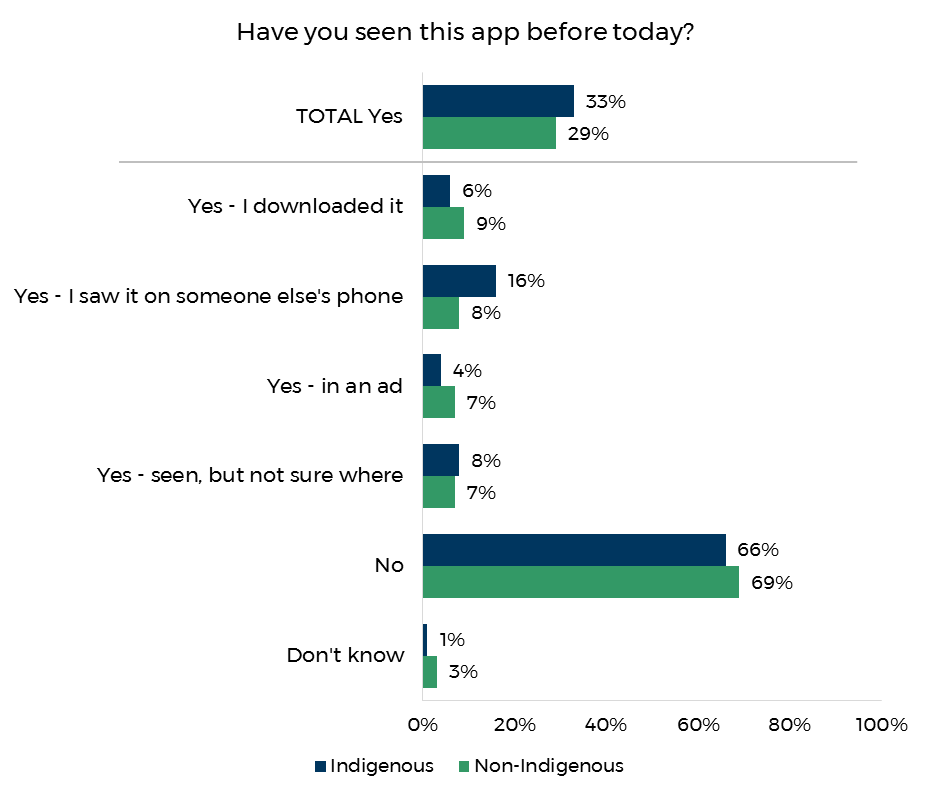 Have you seen this app before today?
TOTAL Yes
33%
29%
Yes - I downloaded it
6%
9%
Yes - I saw it on someone else's phone
16%
8%
Yes - in an ad
4%
7%
Yes - seen, but not sure where
8%
7%
No
66%
69%
Don't know
1%
3%
0% 20% 40% 60% 80% 100%
Indigenous Non-Indigenous